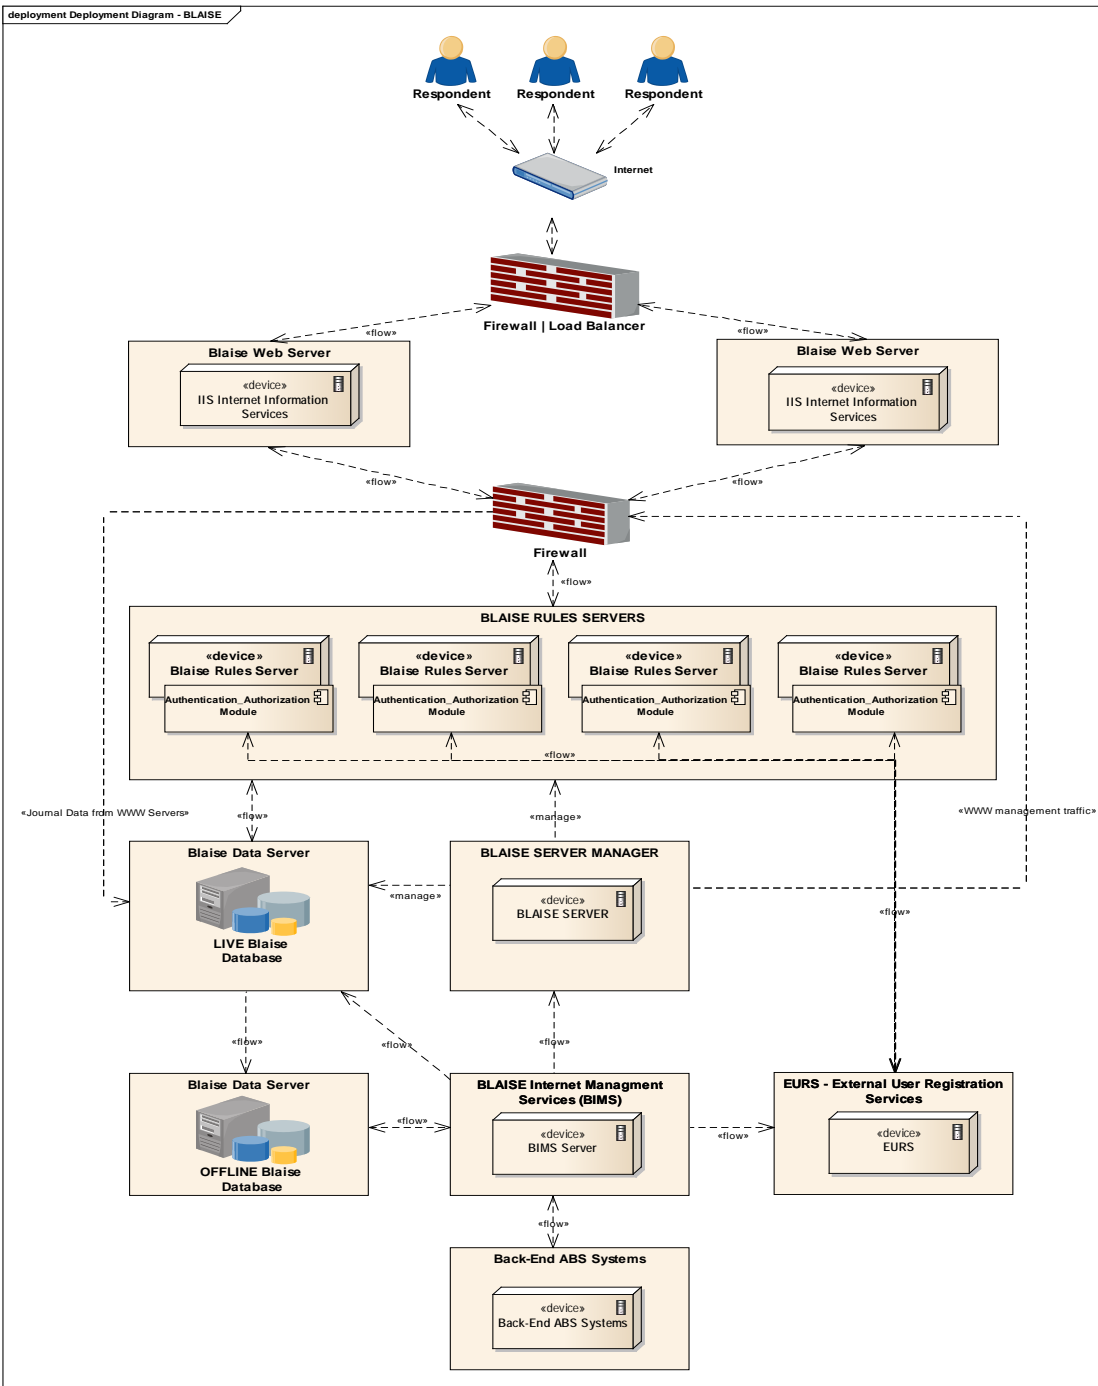 deployment Deployment Diagram - BLAISE
Respondent
Respondent
Respondent
Internet
Firewall | Load Balancer
«flow»
«flow»
Blaise Web Server
«device»
IIS Internet Information
Services
Blaise Web Server
«device»
IIS Internet Information
Services
«flow»
«flow»
Firewall
«flow»
BLAISE RULES SERVERS
«device»
Blaise Rules Server
Authentication_Authorization
Module
«device»
Blaise Rules Server
Authentication_Authorization
Module
«device»
Blaise Rules Server
Authentication_Authorization
Module
«device»
Blaise Rules Server
Authentication_Authorization
Module
«flow»
«Journal Data from WWW Servers»
«flow»
«manage»
«WWW management traffic»
Blaise Data Server
LIVE Blaise
Database
«manage»
BLAISE SERVER MANAGER
«device»
BLAISE SERVER
«flow»
«flow»
«flow»
«flow»
Blaise Data Server
OFFLINE Blaise
Database
«flow»
BLAISE Internet Managment
Services (BIMS)
«device»
BIMS Server
«flow»
EURS - External User Registration
Services
«device»
EURS
«flow»
Back-End ABS Systems
«device»
Back-End ABS Systems